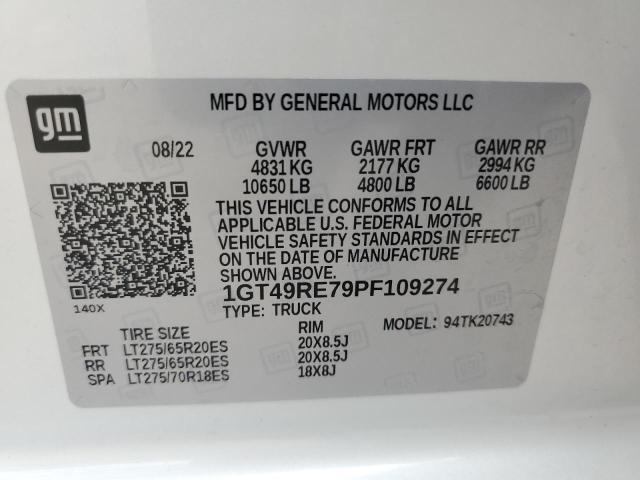 gm
MFD BY GENERAL MOTORS LLC
08/22 GVWR GAWR FRT GAWR RR
4831 KG 2177 KG 2994 KG
10650 LB 4800 LB 6600 LB
THIS VEHICLE CONFORMS TO ALL
APPLICABLE U.S. FEDERAL MOTOR
VEHICLE SAFETY STANDARDS IN EFFECT
ON THE DATE OF MANUFACTURE
SHOWN ABOVE.
1GT49RE79PF109274
140X
TYPE: TRUCK MODEL: 94TK20743
TIRE SIZE RIM
FRT LT275/65R20ES 20X8.5J
RR LT275/65R20ES 20X8.5J
SPA LT275/70R18ES 18X8J